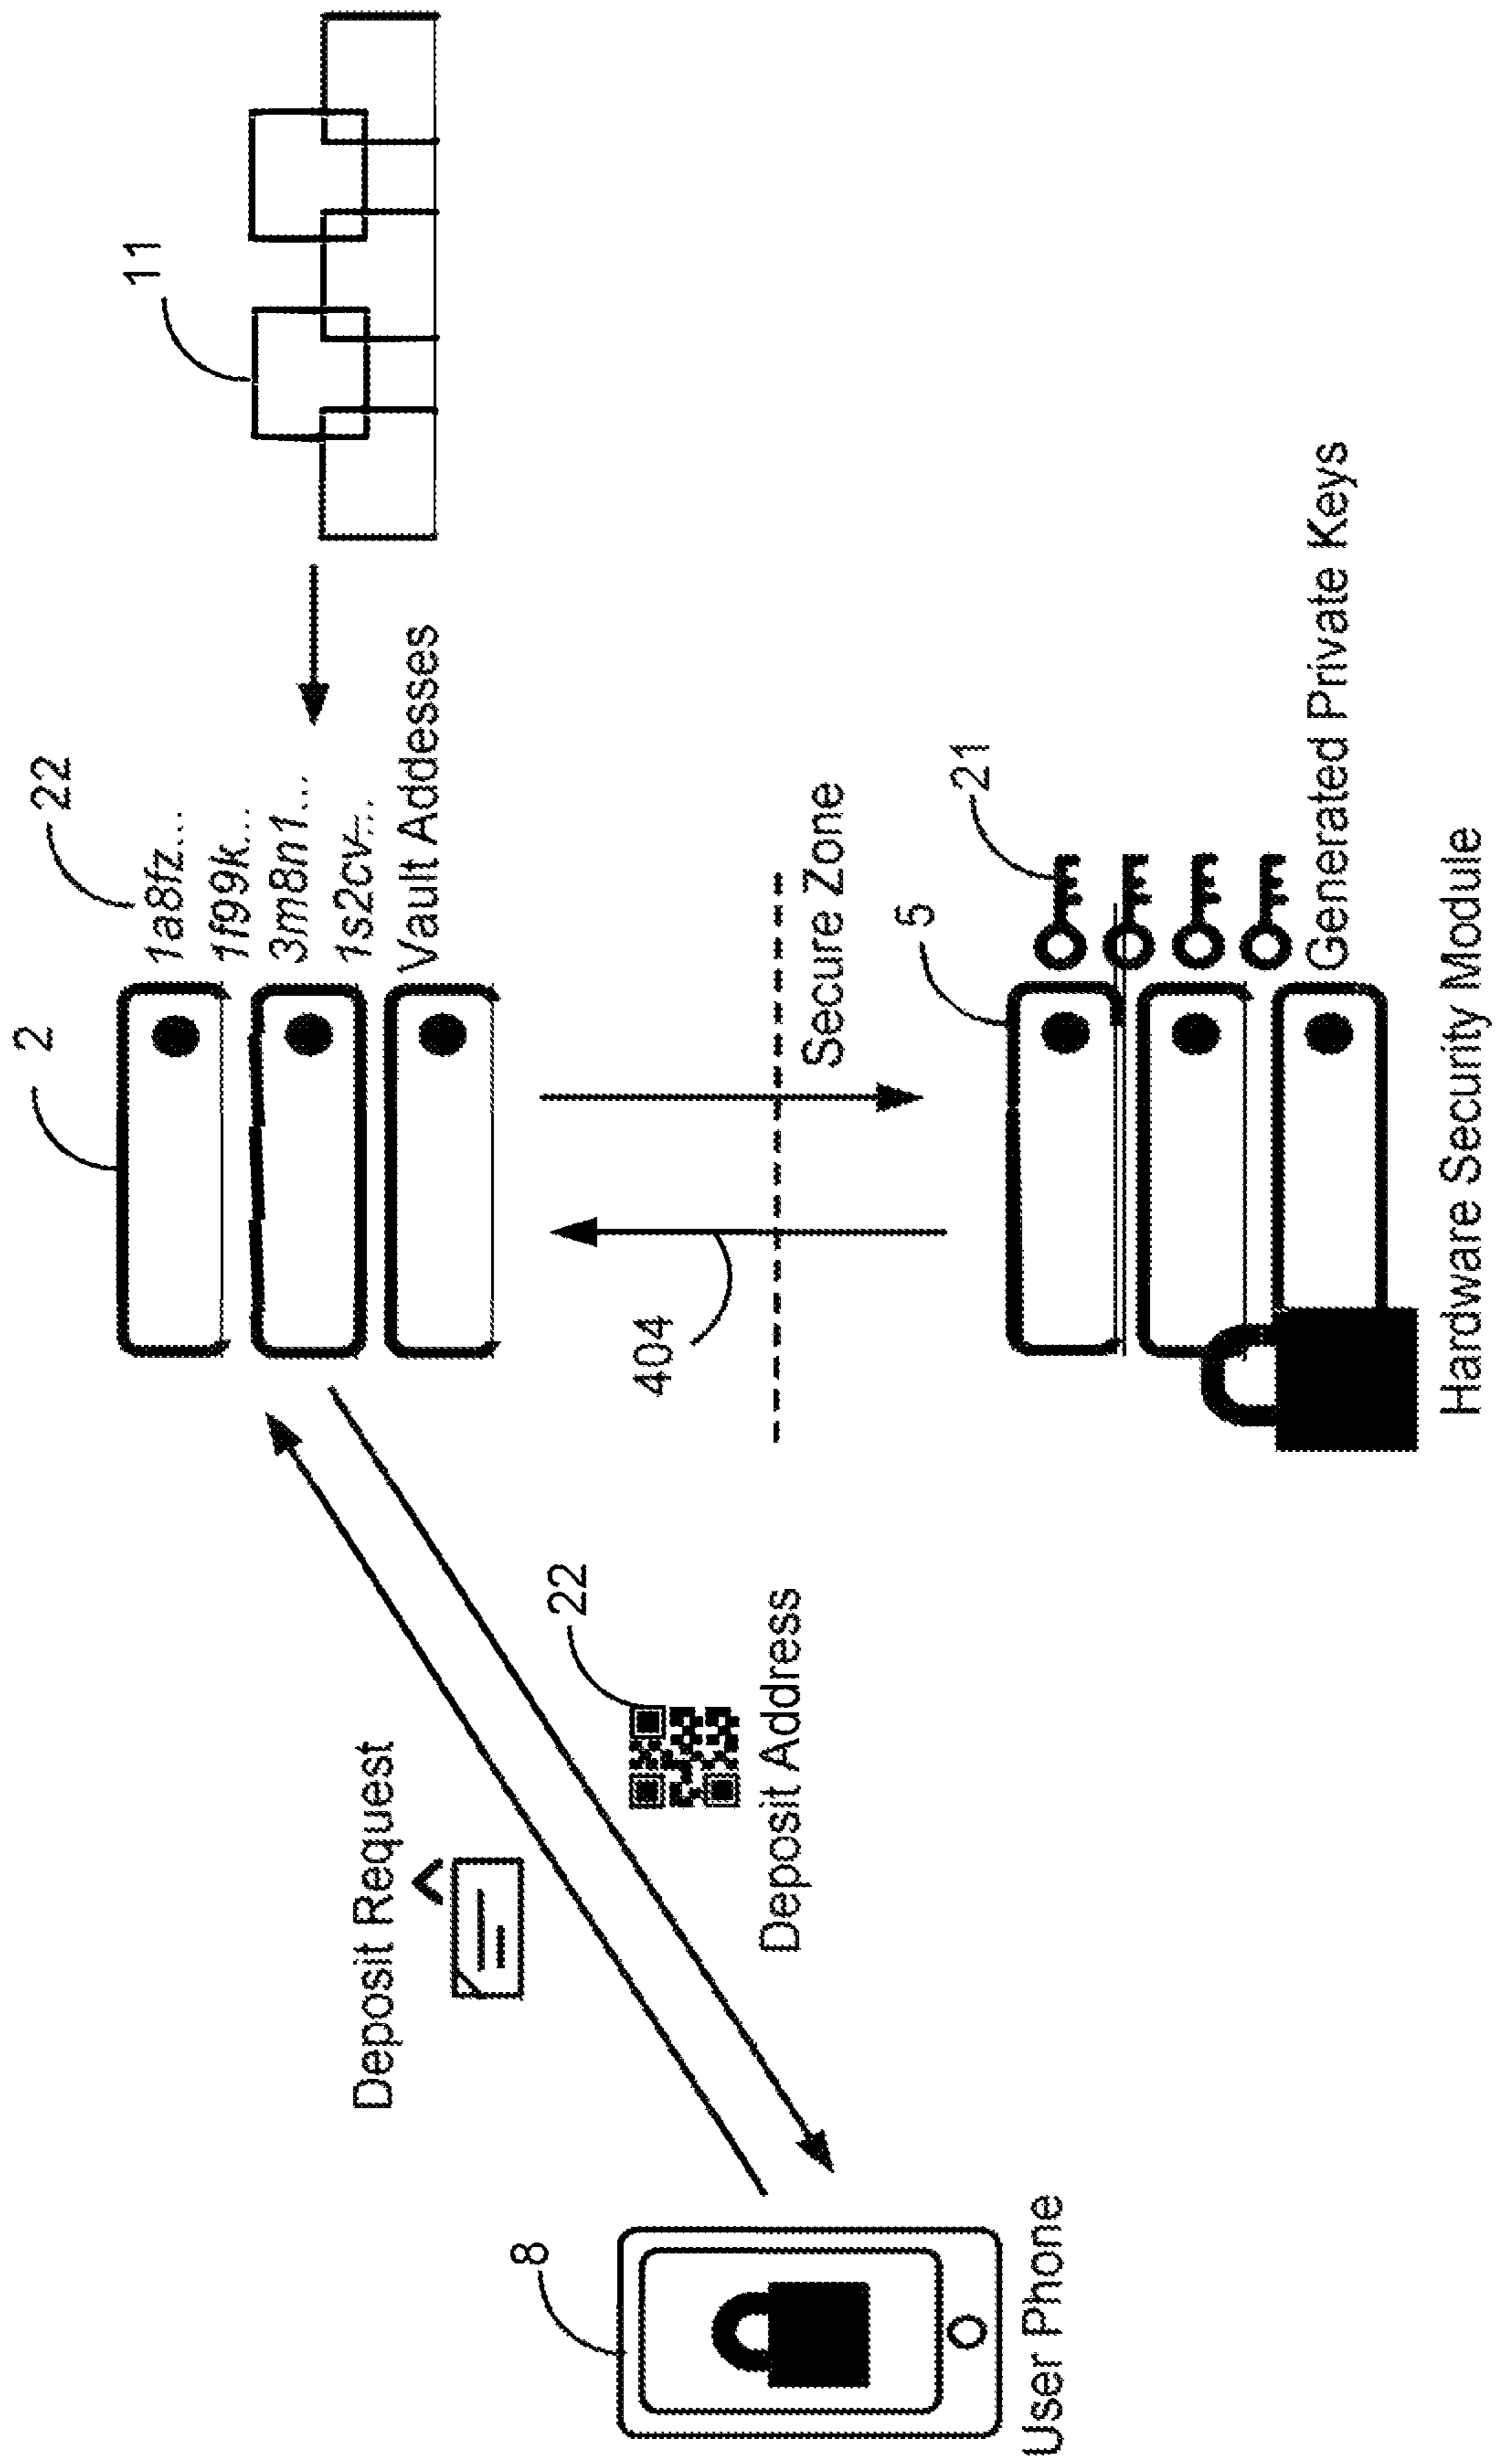 2
22
11
1a8fz...
1f99k...
3m8n1...
1s2cv...
Vault Addesses
Deposit Request
404
22
Deposit Address
Secure Zone
8
User Phone
5
21
Generated Private Keys
Hardware Security Module